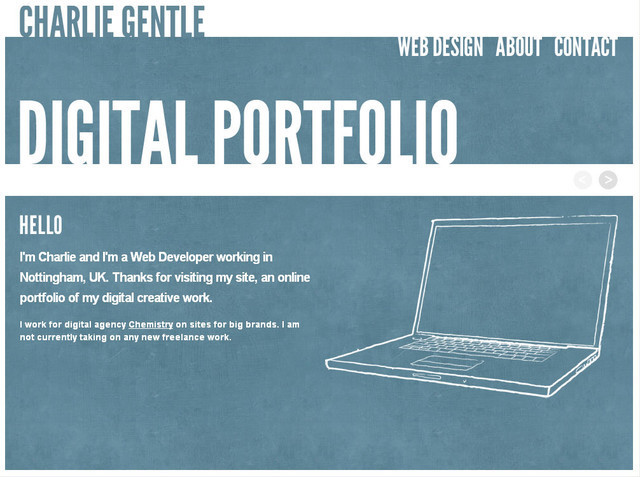 CHARLIE GENTLE
WEB DESIGN ABOUT CONTACT
DIGITAL PORTFOLIO
< >
HELLO
I'm Charlie and I'm a Web Developer working in
Nottingham, UK. Thanks for visiting my site, an online
portfolio of my digital creative work.
I work for digital agency Chemistry on sites for big brands. I am
not currently taking on any new freelance work.